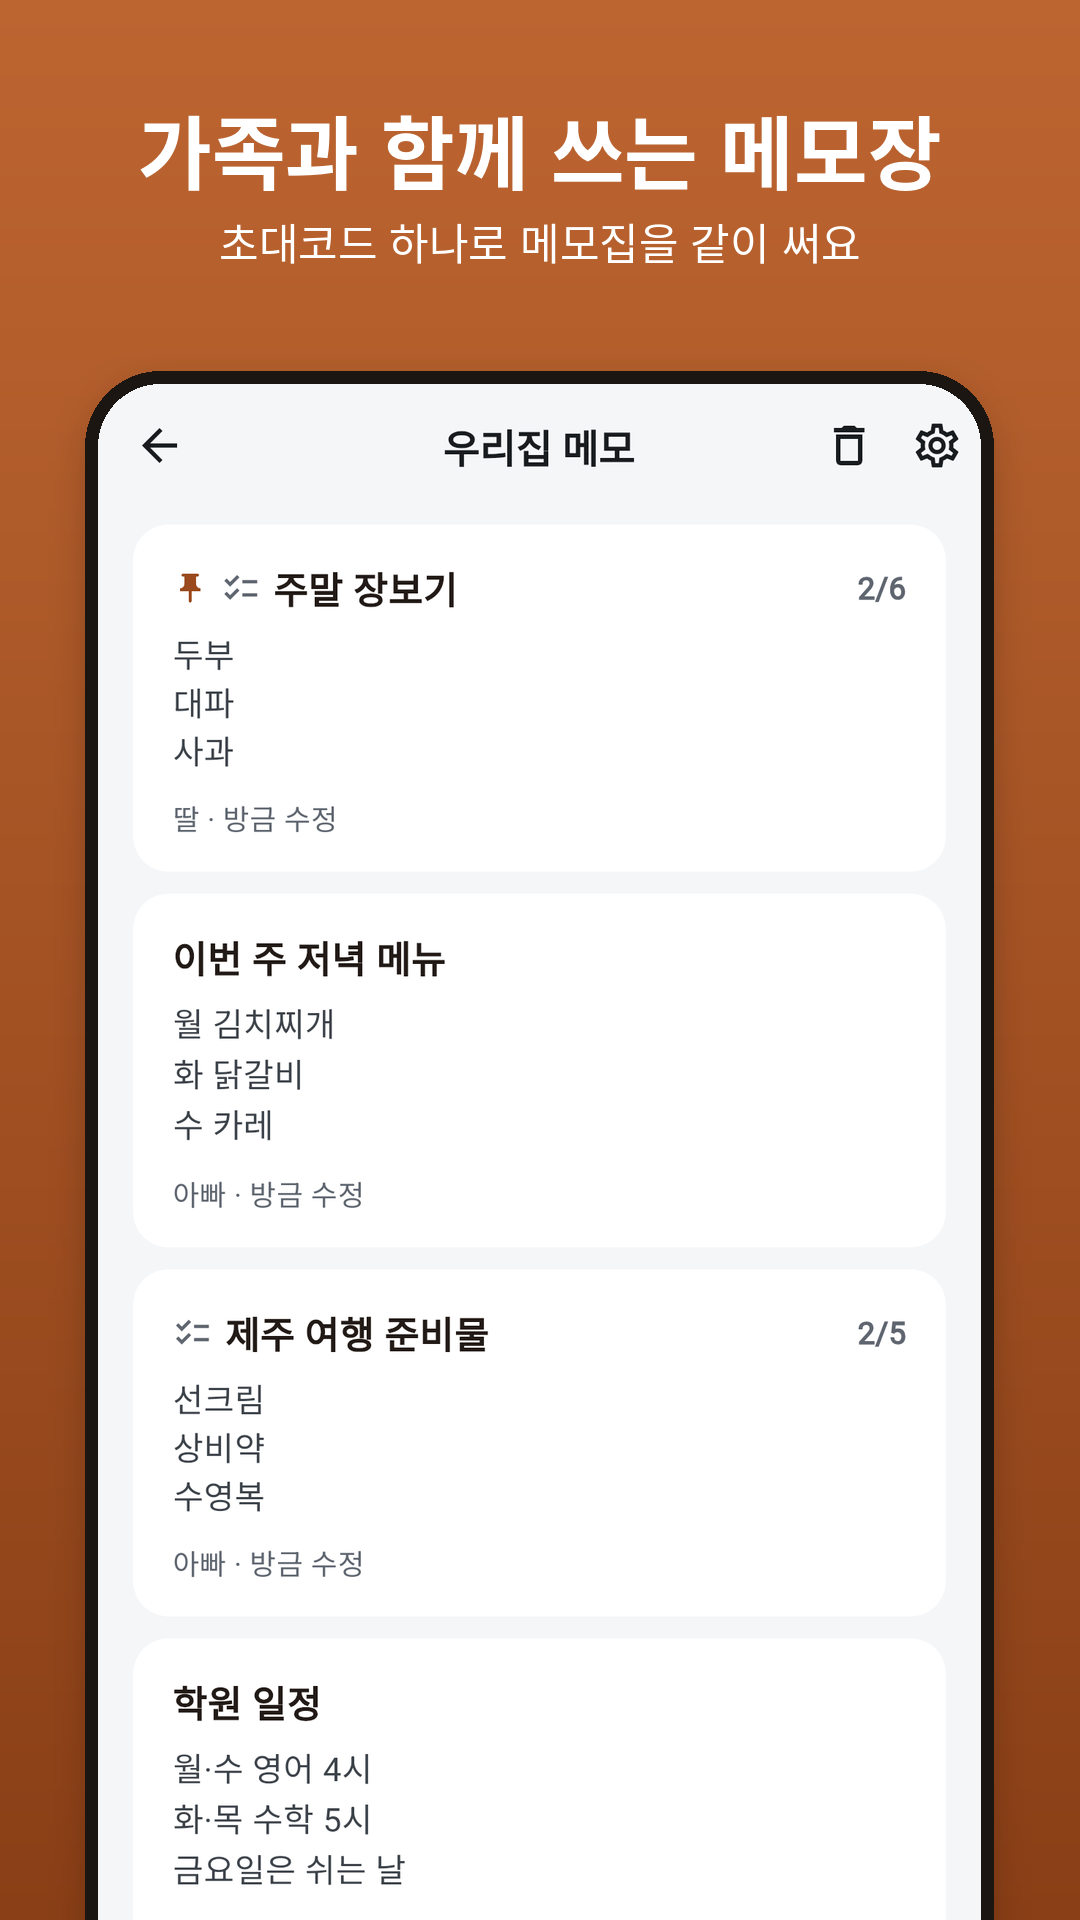 가족과 함께 쓰는 메모장
초대코드 하나로 메모집을 같이 써요
우리집 메모
주말 장보기 2/6
두부
대파
사과
딸 · 방금 수정
이번 주 저녁 메뉴
월 김치찌개
화 닭갈비
수 카레
아빠 · 방금 수정
제주 여행 준비물 2/5
선크림
상비약
수영복
아빠 · 방금 수정
학원 일정
월·수 영어 4시
화·목 수학 5시
금요일은 쉬는 날